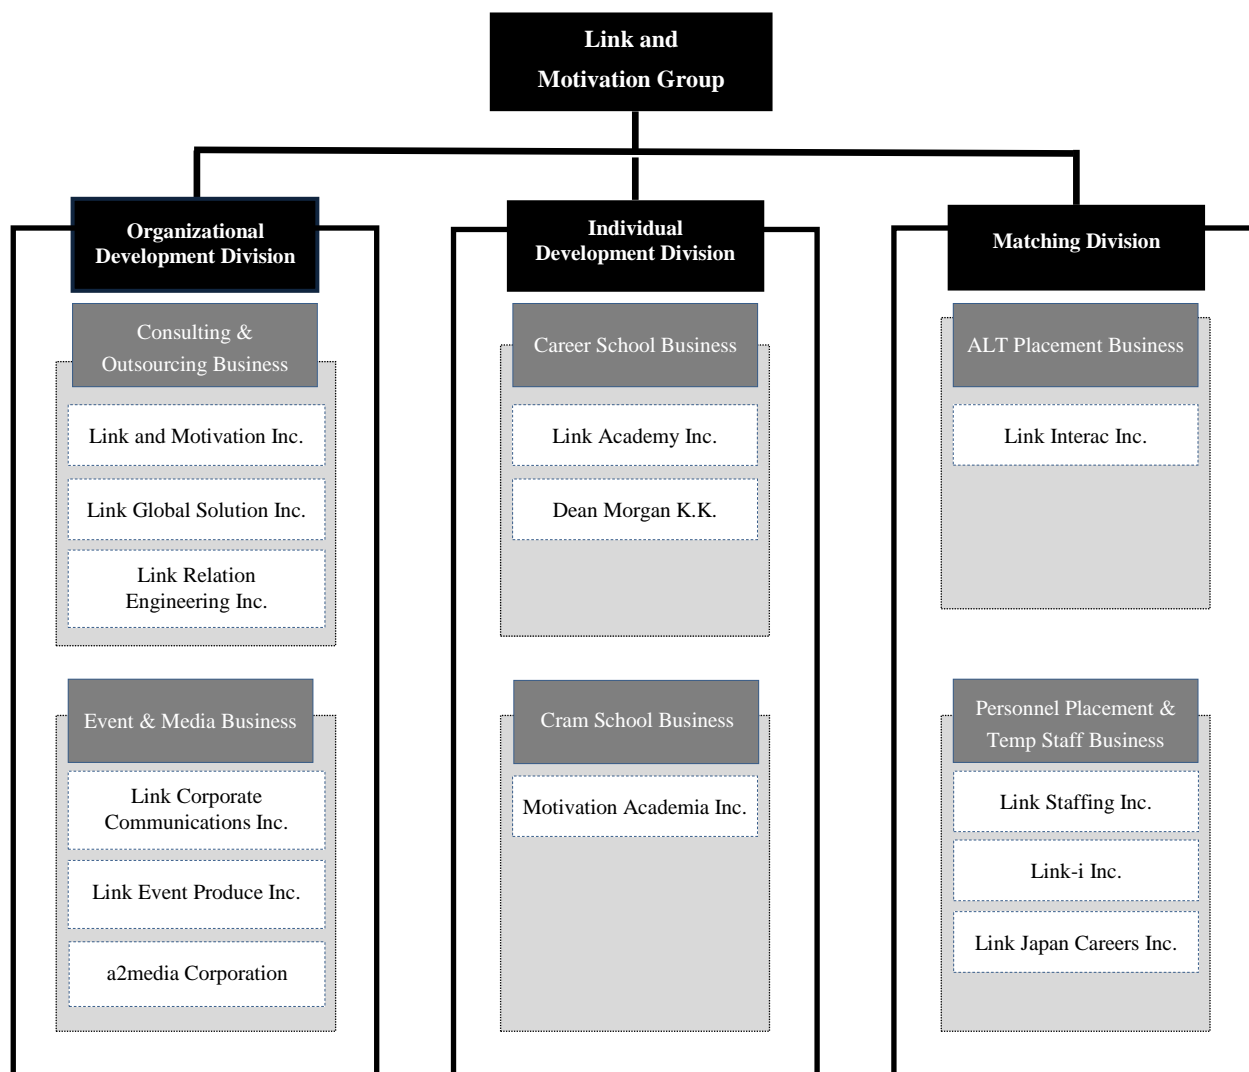 Link and
Motivation Group
Organizational
Development Division
Consulting &
Outsourcing Business
Link and Motivation Inc.
Link Global Solution Inc.
Link Relation
Engineering Inc.
Event & Media Business
Link Corporate
Communications Inc.
Link Event Produce Inc.
a2media Corporation
Individual
Development Division
Career School Business
Link Academy Inc.
Dean Morgan K.K.
Cram School Business
Motivation Academia Inc.
Matching Division
ALT Placement Business
Link Interac Inc.
Personnel Placement &
Temp Staff Business
Link Staffing Inc.
Link-i Inc.
Link Japan Careers Inc.